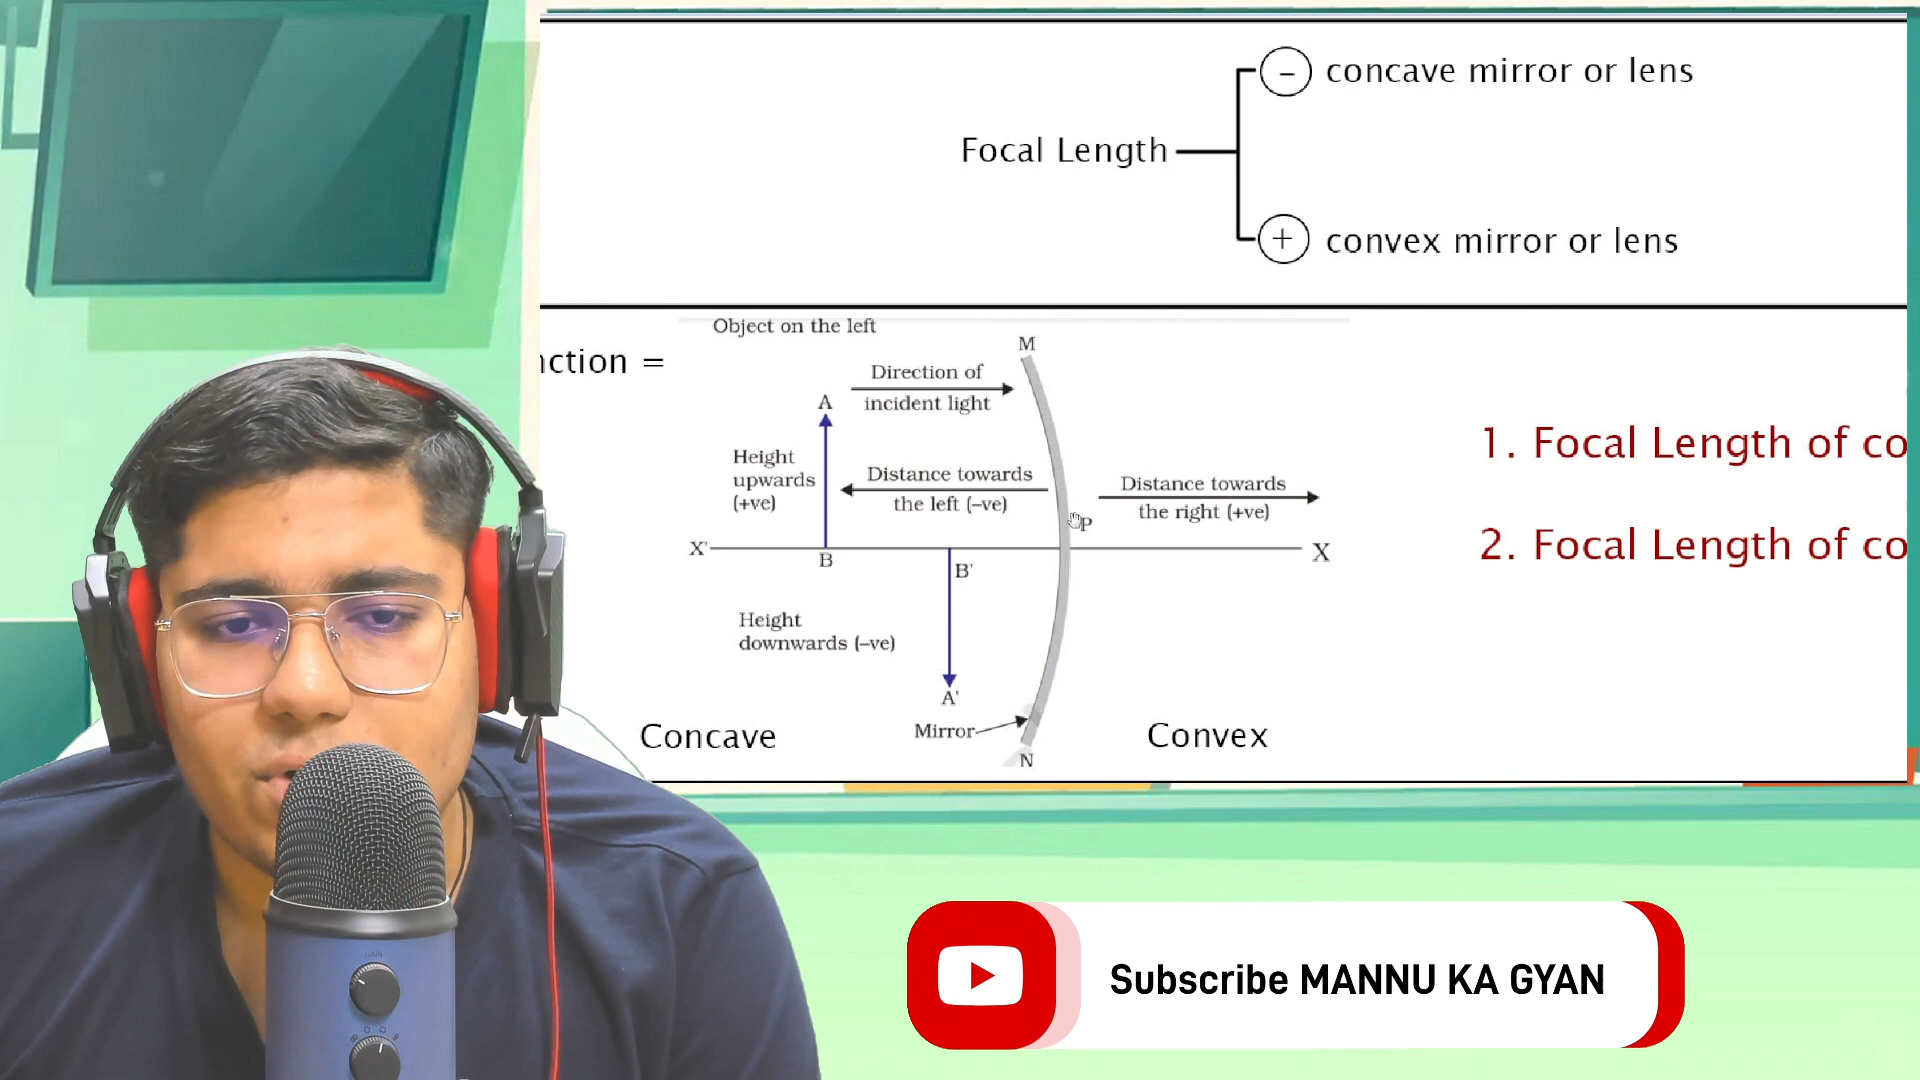 − concave mirror or lens
Focal Length
+ convex mirror or lens
Object on the left
nction =
M
Direction of
incident light
A
Height
upwards
(+ve)
Distance towards
the left (−ve)
Distance towards
the right (+ve)
P
X'
B
B'
X
Height
downwards (−ve)
A'
Mirror
N
Concave
Convex
1. Focal Length of co
2. Focal Length of co
GAIN
Subscribe MANNU KA GYAN